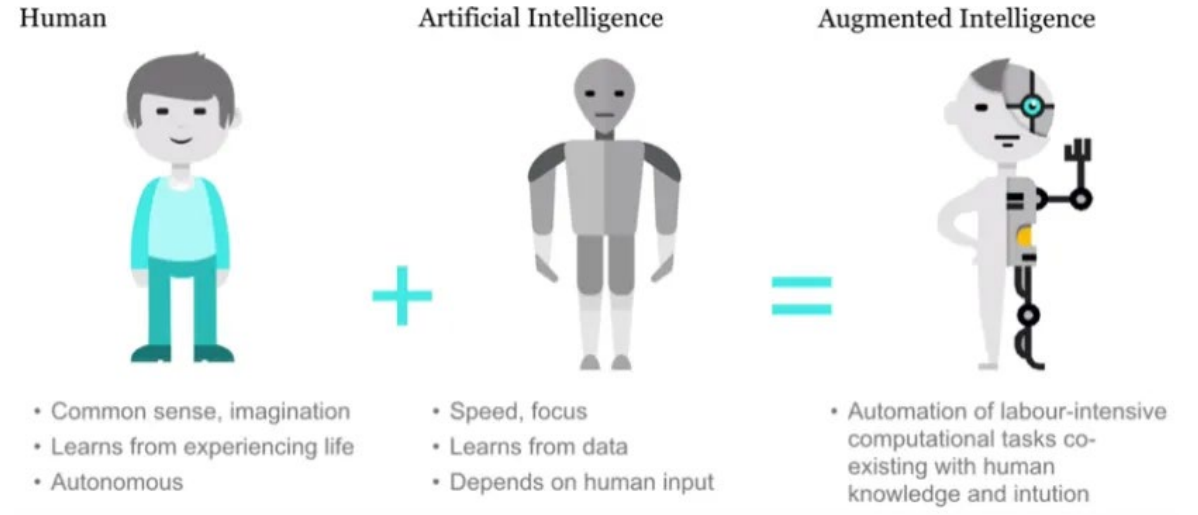 Human
Artificial Intelligence
Augmented Intelligence
+
=
• Common sense, imagination
• Learns from experiencing life
• Autonomous
• Speed, focus
• Learns from data
• Depends on human input
• Automation of labour-intensive
computational tasks co-
existing with human
knowledge and intution